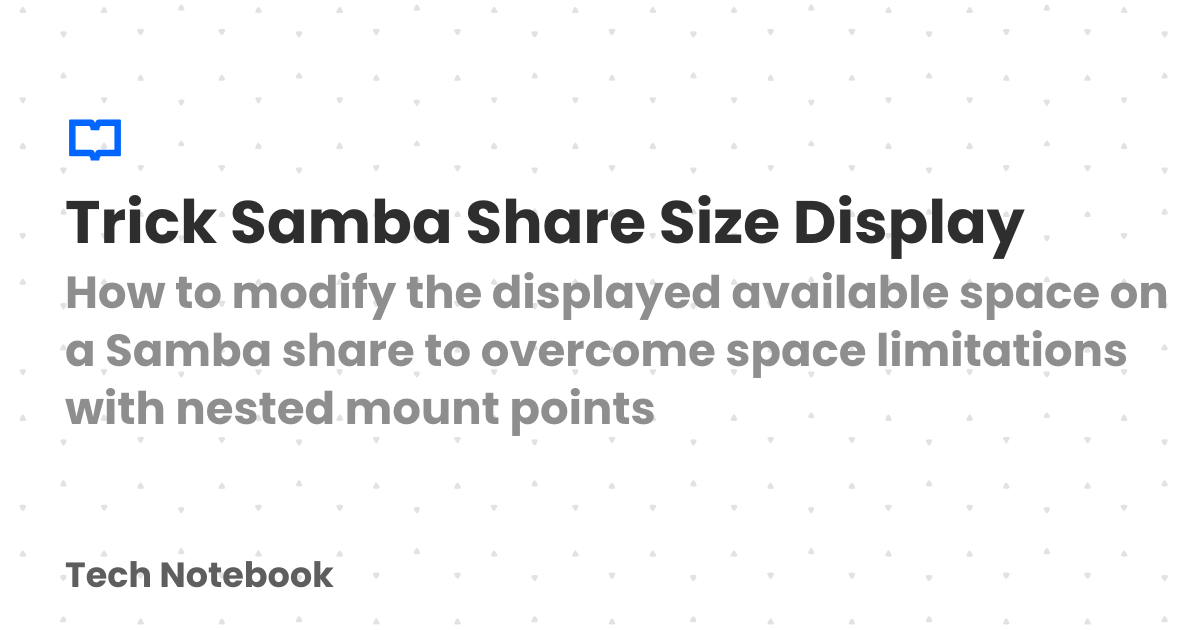 Trick Samba Share Size Display
How to modify the displayed available space on
a Samba share to overcome space limitations
with nested mount points
Tech Notebook